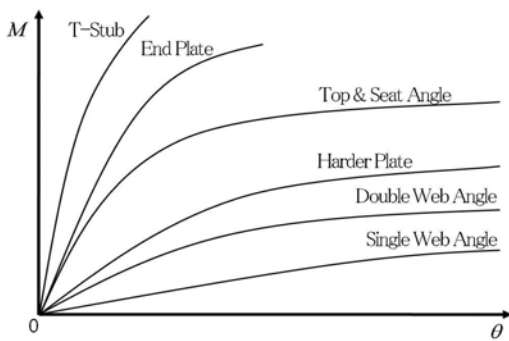 M
T-Stub
End Plate
Top & Seat Angle
Harder Plate
Double Web Angle
Single Web Angle
0
θ